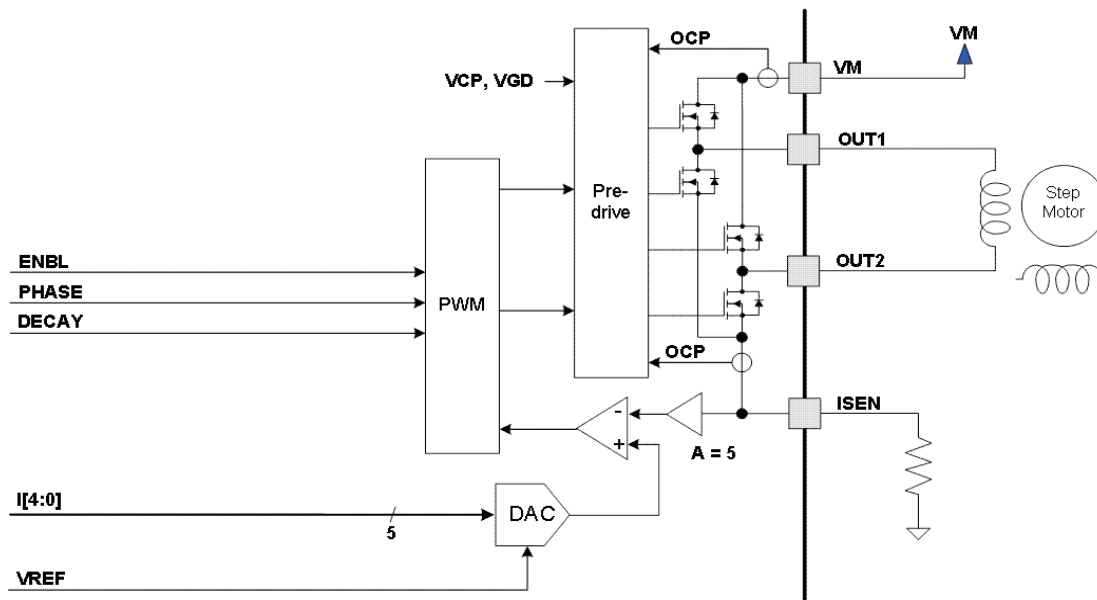 OCP
VM
VM
VCP, VGD
OUT1
Pre-
drive
Step
Motor
ENBL
OUT2
PHASE
PWM
DECAY
OCP
ISEN
-
+
A = 5
I[4:0]
5
DAC
VREF